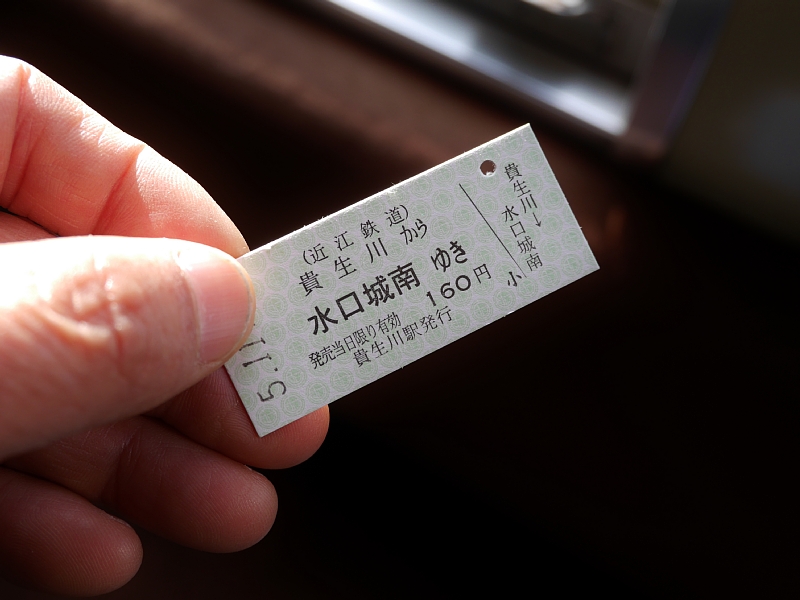 (近江鉄道)
貴生川から
水口城南ゆき
160円
発売当日限り有効
貴生川駅発行
5.11
貴生川→
水口城南
小